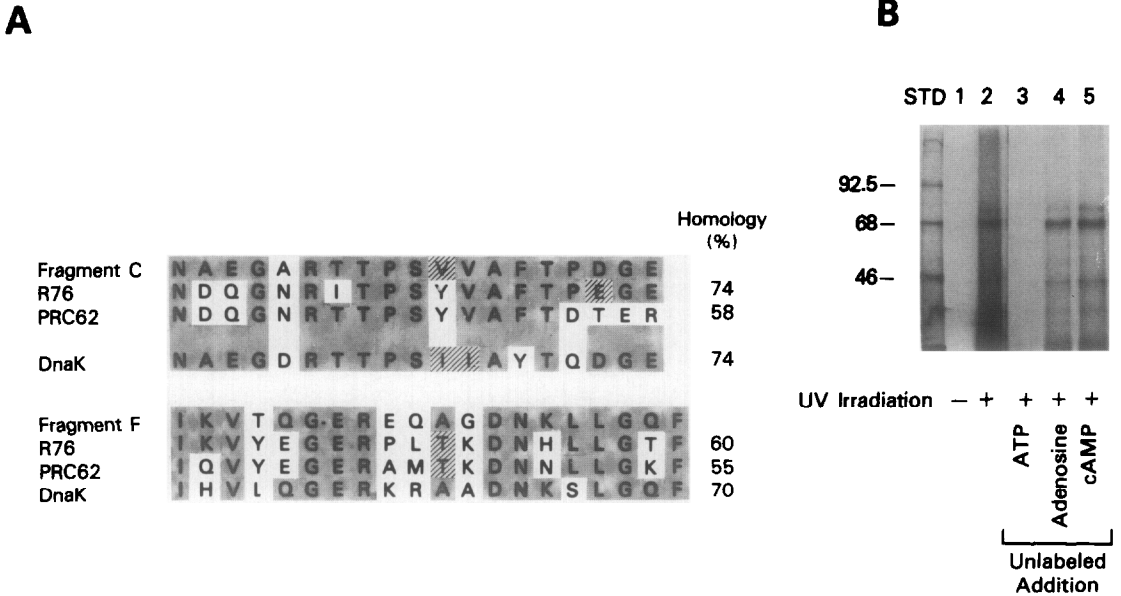 A
B
STD 1 2 3 4 5
92.5–
68–
46–
Homology
(%)
Fragment C N A E G A R T T P S V V A F T P D G E
R76 N D Q G N R I T P S Y V A F T P E G E 74
PRC62 N D Q G N R T T P S Y V A F T D T E R 58
DnaK N A E G D R T T P S I I A Y T Q D G E 74
Fragment F I K V T Q G E R E Q A G D N K L L G Q F
R76 I K V Y E G E R P L T K D N H L L G T F 60
PRC62 I Q V Y E G E R A M T K D N N L L G K F 55
DnaK I H V L Q G E R K R A A D N K S L G Q F 70
UV Irradiation – + + + +
ATP
Adenosine
cAMP
Unlabeled
Addition